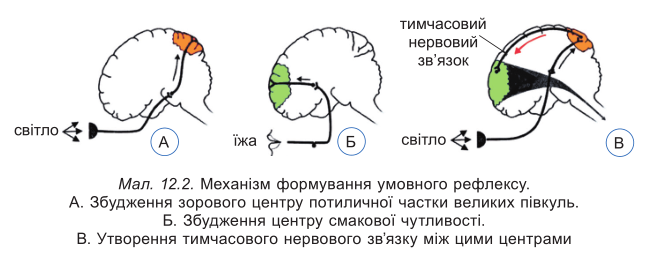 тимчасовий
нервовий
зв’язок
світло
А
їжа
Б
світло
В
Мал. 12.2. Механізм формування умовного рефлексу.
А. Збудження зорового центру потиличної частки великих півкуль.
Б. Збудження центру смакової чутливості.
В. Утворення тимчасового нервового зв’язку між цими центрами